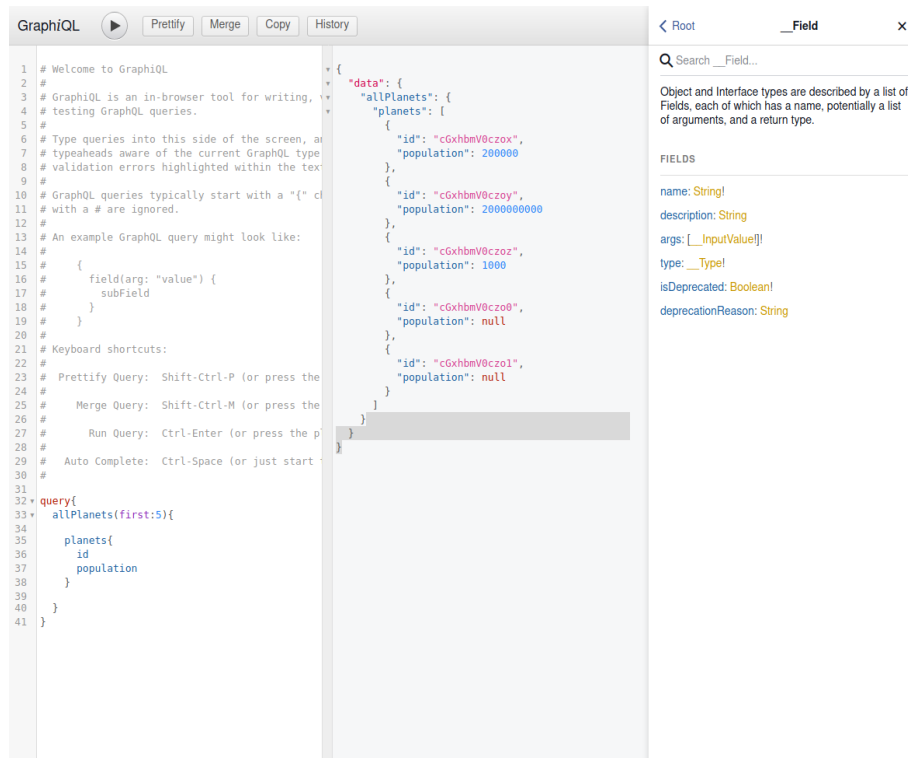 GraphiQL
Prettify
Merge
Copy
History
1 # Welcome to GraphiQL
2 #
3 # GraphiQL is an in-browser tool for writing,
4 # testing GraphQL queries.
5 #
6 # Type queries into this side of the screen,
7 # typeaheads aware of the current GraphQL type
8 # validation errors highlighted within the
9 #
10 # GraphQL queries typically start with a "{"
11 # with a # are ignored.
12 #
13 # An example GraphQL query might look like:
14 #
15 #     {
16 #       field(arg: "value") {
17 #         subField
18 #       }
19 #     }
20 #
21 # Keyboard shortcuts:
22 #
23 #  Prettify Query:  Shift-Ctrl-P (or press the
24 #
25 #     Merge Query:  Shift-Ctrl-M (or press the
26 #
27 #       Run Query:  Ctrl-Enter (or press the
28 #
29 #   Auto Complete:  Ctrl-Space (or just start
30 #
31
32 query{
33   allPlanets(first:5){
34
35     planets{
36       id
37       population
38     }
39
40   }
41 }
{
  "data": {
    "allPlanets": {
      "planets": [
        {
          "id": "cGxhbmV0czox",
          "population": 200000
        },
        {
          "id": "cGxhbmV0czoy",
          "population": 2000000000
        },
        {
          "id": "cGxhbmV0czoz",
          "population": 1000
        },
        {
          "id": "cGxhbmV0czo0",
          "population": null
        },
        {
          "id": "cGxhbmV0czo1",
          "population": null
        }
      ]
    }
  }
}
Root
__Field
Search __Field...
Object and Interface types are described by a list of
Fields, each of which has a name, potentially a list
of arguments, and a return type.
FIELDS
name: String!
description: String
args: [__InputValue!]!
type: __Type!
isDeprecated: Boolean!
deprecationReason: String